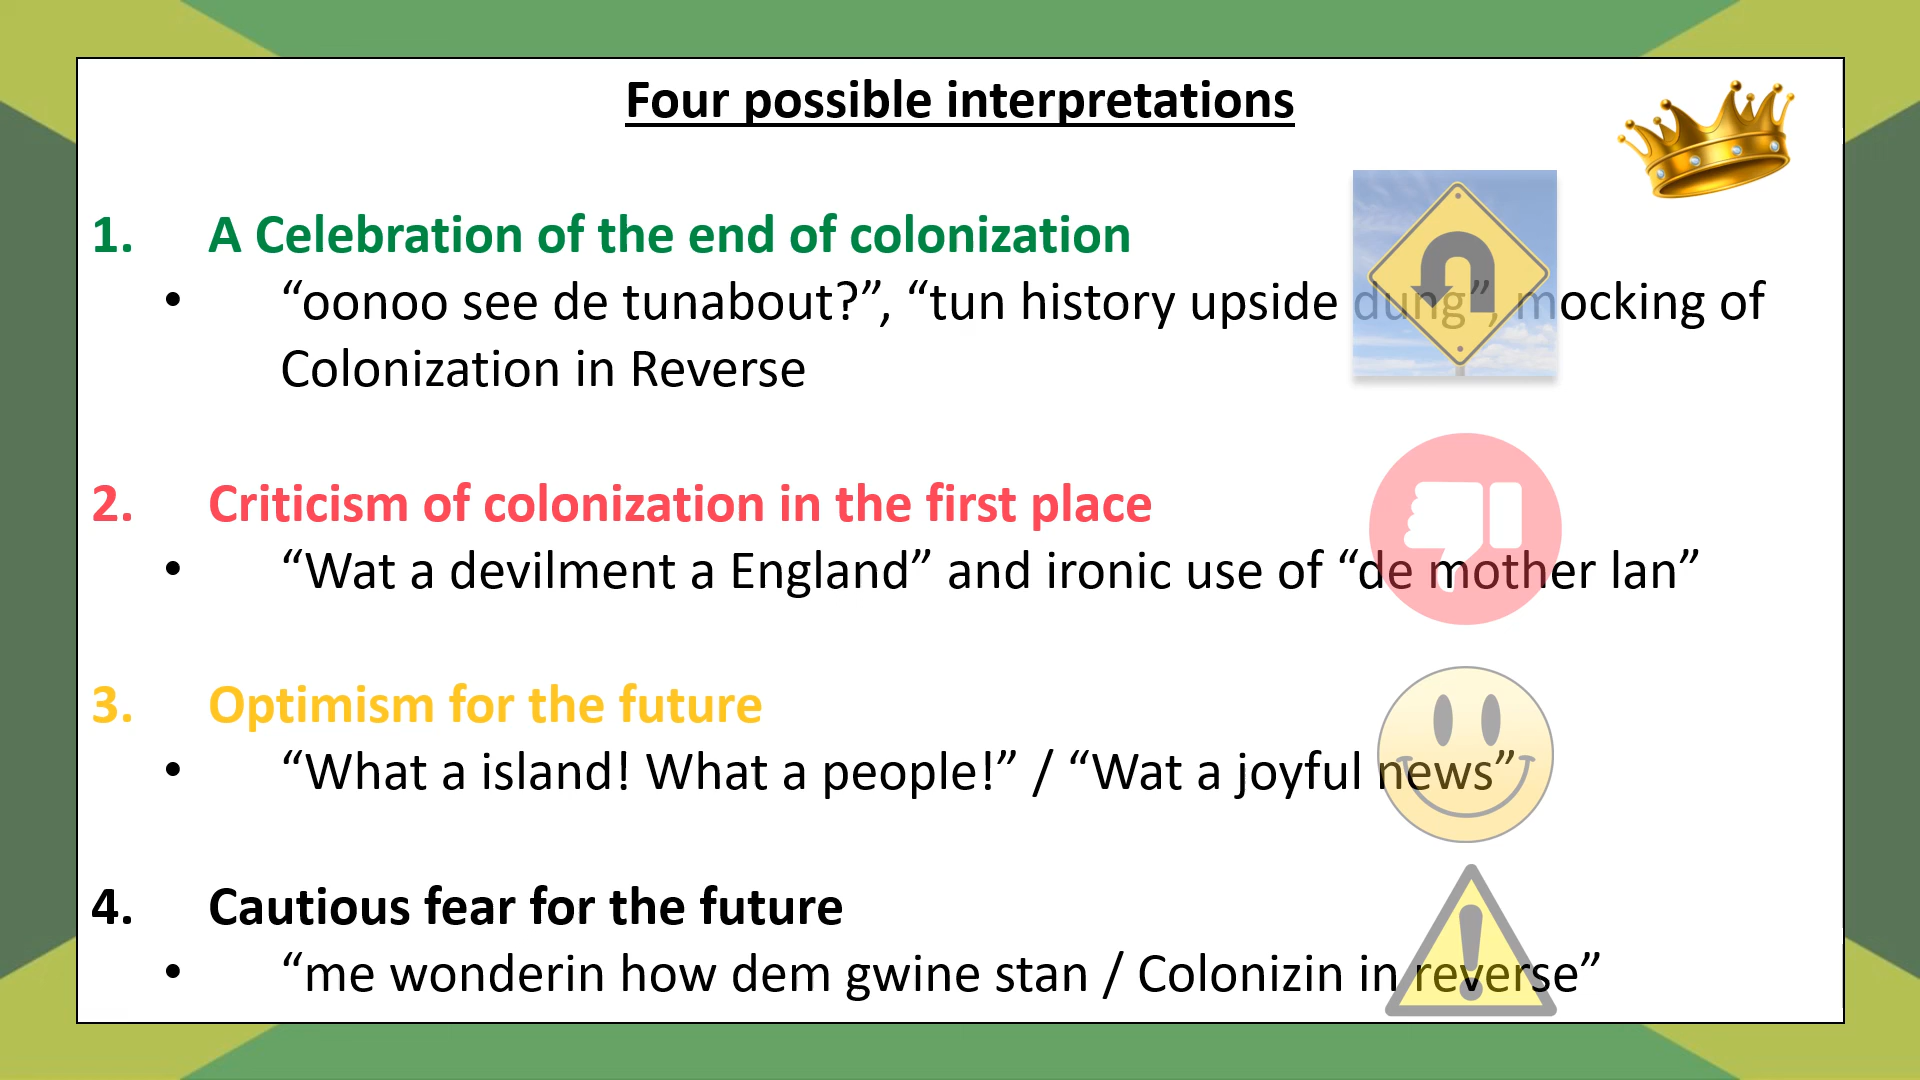 Four possible interpretations
1. A Celebration of the end of colonization
• “oonoo see de tunabout?”, “tun history upside dung”, mocking of
Colonization in Reverse
2. Criticism of colonization in the first place
• “Wat a devilment a England” and ironic use of “de mother lan”
3. Optimism for the future
• “What a island! What a people!” / “Wat a joyful news”
4. Cautious fear for the future
• “me wonderin how dem gwine stan / Colonizin in reverse”